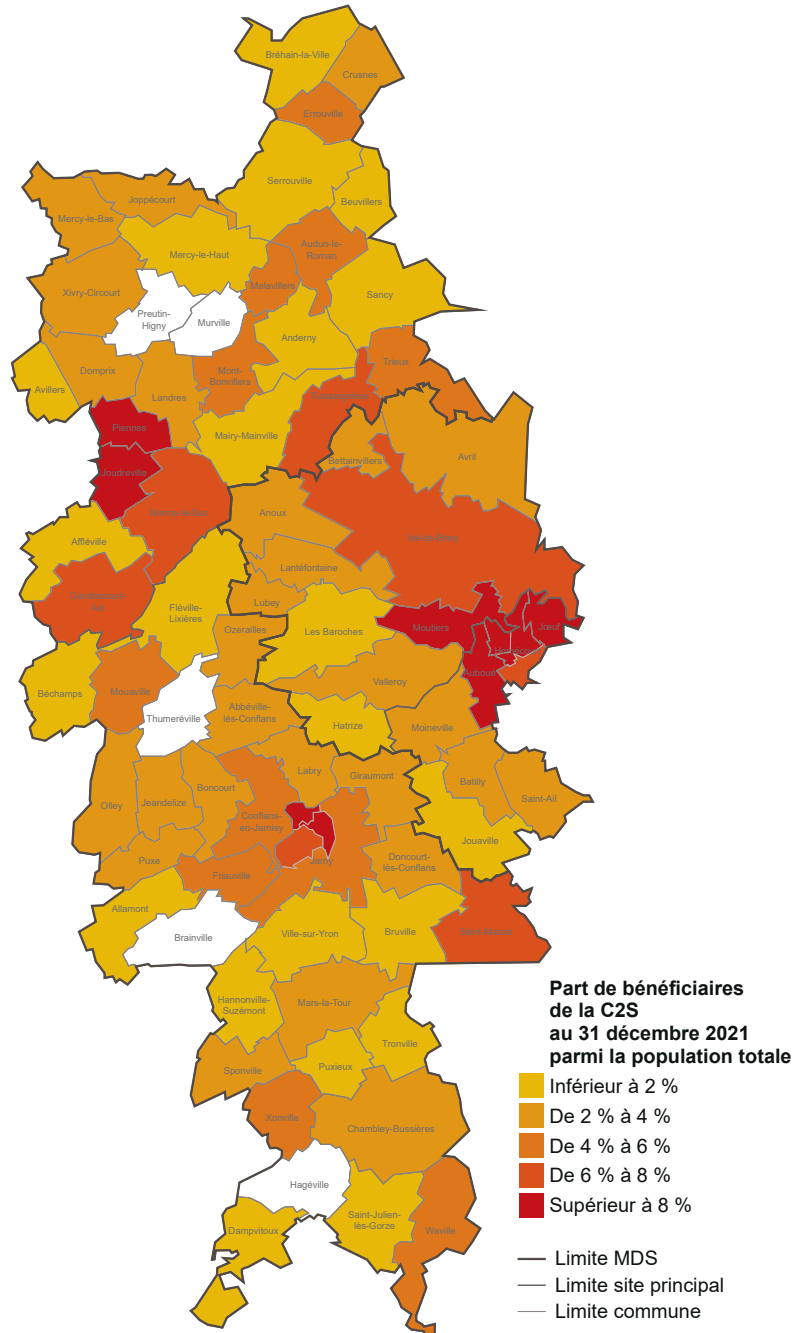 Bréhain-la-Ville
Crusnes
Errouville
Serrouville
Beuvillers
Joppécourt
Mercy-le-Bas
Mercy-le-Haut
Audun-le-
Roman
Malavillers
Xivry-Circourt
Sancy
Preutin-
Higny
Murville
Anderny
Trieux
Domprix
Mont-
Bonvillers
Avillers
Landres
Tucquegnieux
Piennes
Mairy-Mainville
Bettainvillers
Avril
Joudreville
Anoux
Val-de-Briey
Affléville
Lantéfontaine
Lubey
Fléville-
Lixières
Ozerailles
Les Baroches
Moutiers
Jœuf
Homécourt
Auboué
Béchamps
Mouaville
Valleroy
Thumeréville
Abbéville-
lès-Conflans
Hatrize
Moineville
Labry
Giraumont
Batilly
Saint-Ail
Olley
Jeandelize
Boncourt
Conflans-
en-Jarnisy
Jouaville
Puxe
Friauville
Jarny
Doncourt-
lès-Conflans
Allamont
Brainville
Ville-sur-Yron
Bruville
Hannonville-
Suzémont
Mars-la-Tour
Tronville
Sponville
Puxieux
Xonville
Chambley-Bussières
Hagéville
Saint-Julien-
lès-Gorze
Waville
Dampvitoux
Part de bénéficiaires
de la C2S
au 31 décembre 2021
parmi la population totale
Inférieur à 2 %
De 2 % à 4 %
De 4 % à 6 %
De 6 % à 8 %
Supérieur à 8 %
Limite MDS
Limite site principal
Limite commune